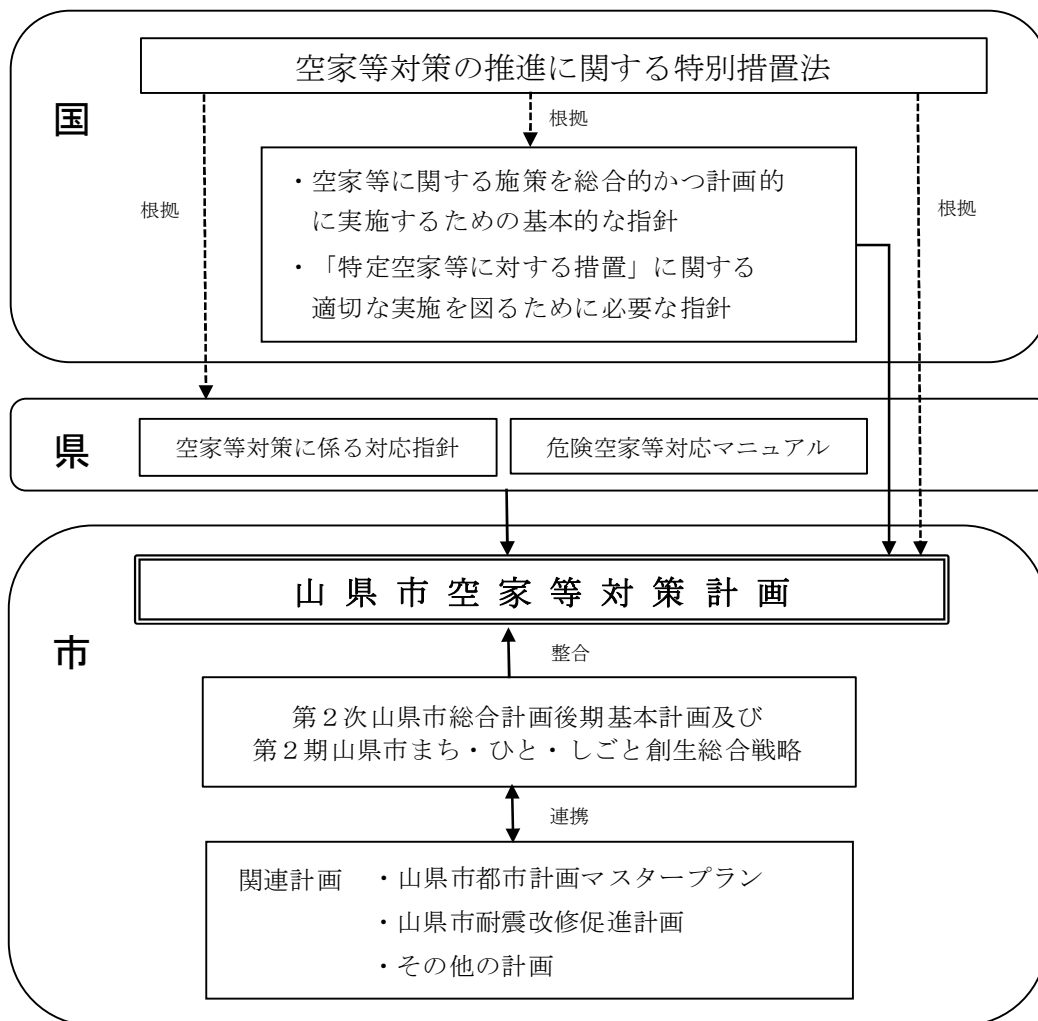 国
空家等対策の推進に関する特別措置法
根拠
根拠
根拠
・空家等に関する施策を総合的かつ計画的
に実施するための基本的な指針
・「特定空家等に対する措置」に関する
適切な実施を図るために必要な指針
県
空家等対策に係る対応指針
危険空家等対応マニュアル
市
山県市空家等対策計画
整合
第２次山県市総合計画後期基本計画及び
第２期山県市まち・ひと・しごと創生総合戦略
連携
関連計画　・山県市都市計画マスタープラン
・山県市耐震改修促進計画
・その他の計画